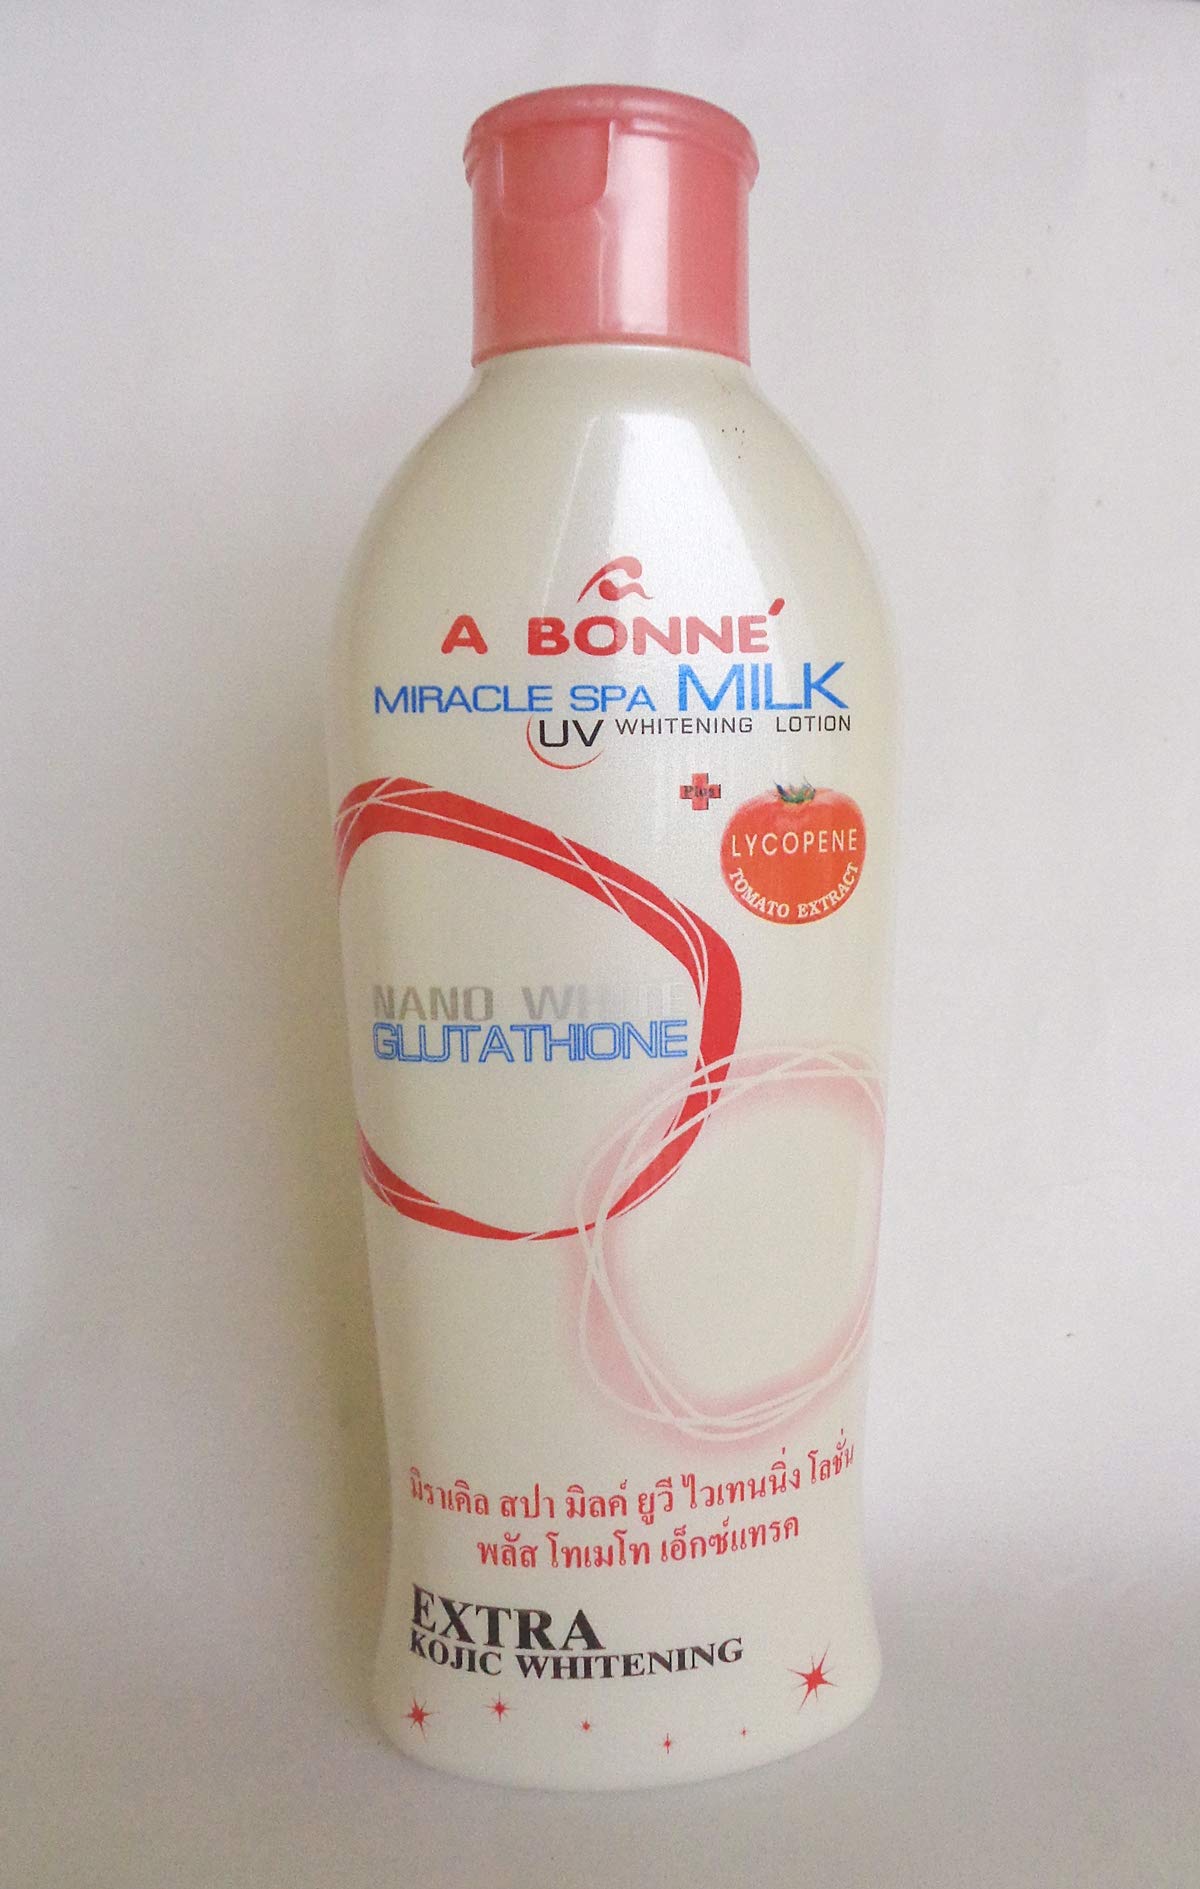 A BONNE´
MIRACLE SPA MILK
UV WHITENING LOTION
Plus
LYCOPENE
TOMATO EXTRACT
NANO WHITE
GLUTATHIONE
มิราเคิล สปา มิลค์ ยูวี ไวเทนนิ่ง โลชั่น
พลัส โทเมโท เอ็กซ์แทรค
EXTRA
KOJIC WHITENING